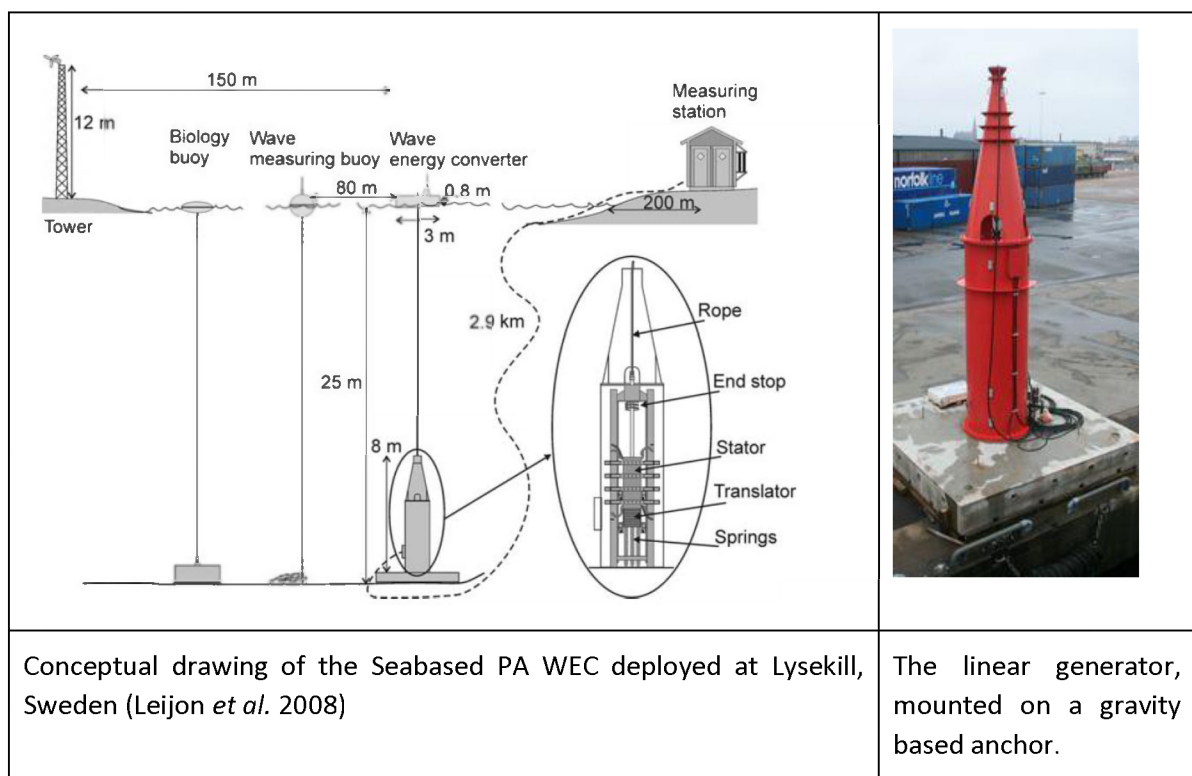 150 m
12 m
Biology
buoy
Wave
measuring buoy
Wave
energy converter
Measuring
station
80 m
0.8 m
3 m
200 m
Tower
2.9 km
25 m
8 m
Rope
End stop
Stator
Translator
Springs
norfolkline
Conceptual drawing of the Seabased PA WEC deployed at Lysekill,
Sweden (Leijon et al. 2008)
The linear generator,
mounted on a gravity
based anchor.